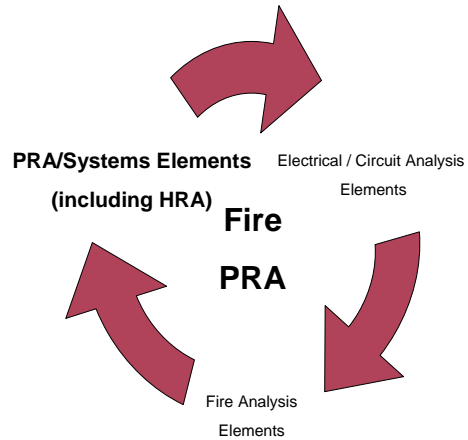 PRA/Systems Elements
(including HRA)
Electrical / Circuit Analysis
Elements
Fire
PRA
Fire Analysis
Elements